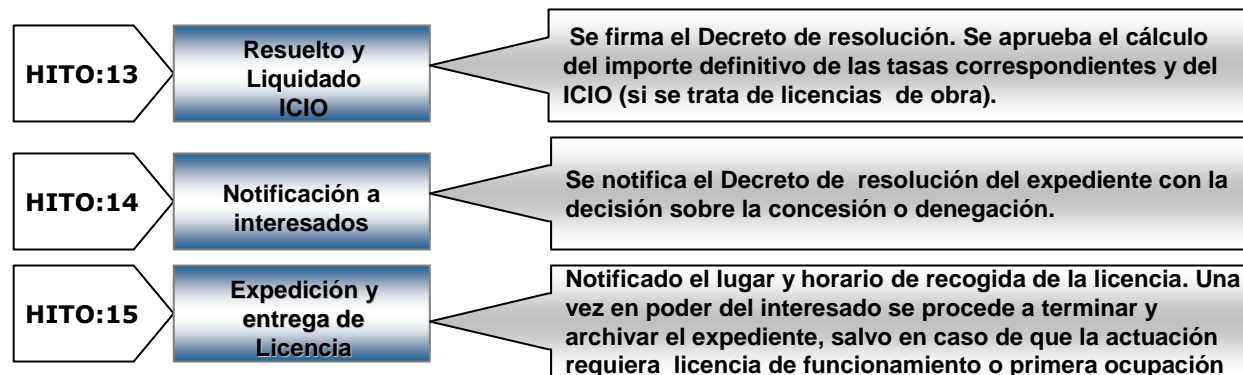 HITO:13
Resuelto y
Liquidado
ICIO
Se firma el Decreto de resolución. Se aprueba el cálculo
del importe definitivo de las tasas correspondientes y del
ICIO (si se trata de licencias de obra).
HITO:14
Notificación a
interesados
Se notifica el Decreto de resolución del expediente con la
decisión sobre la concesión o denegación.
HITO:15
Expedición y
entrega de
Licencia
Notificado el lugar y horario de recogida de la licencia. Una
vez en poder del interesado se procede a terminar y
archivar el expediente, salvo en caso de que la actuación
requiera licencia de funcionamiento o primera ocupación